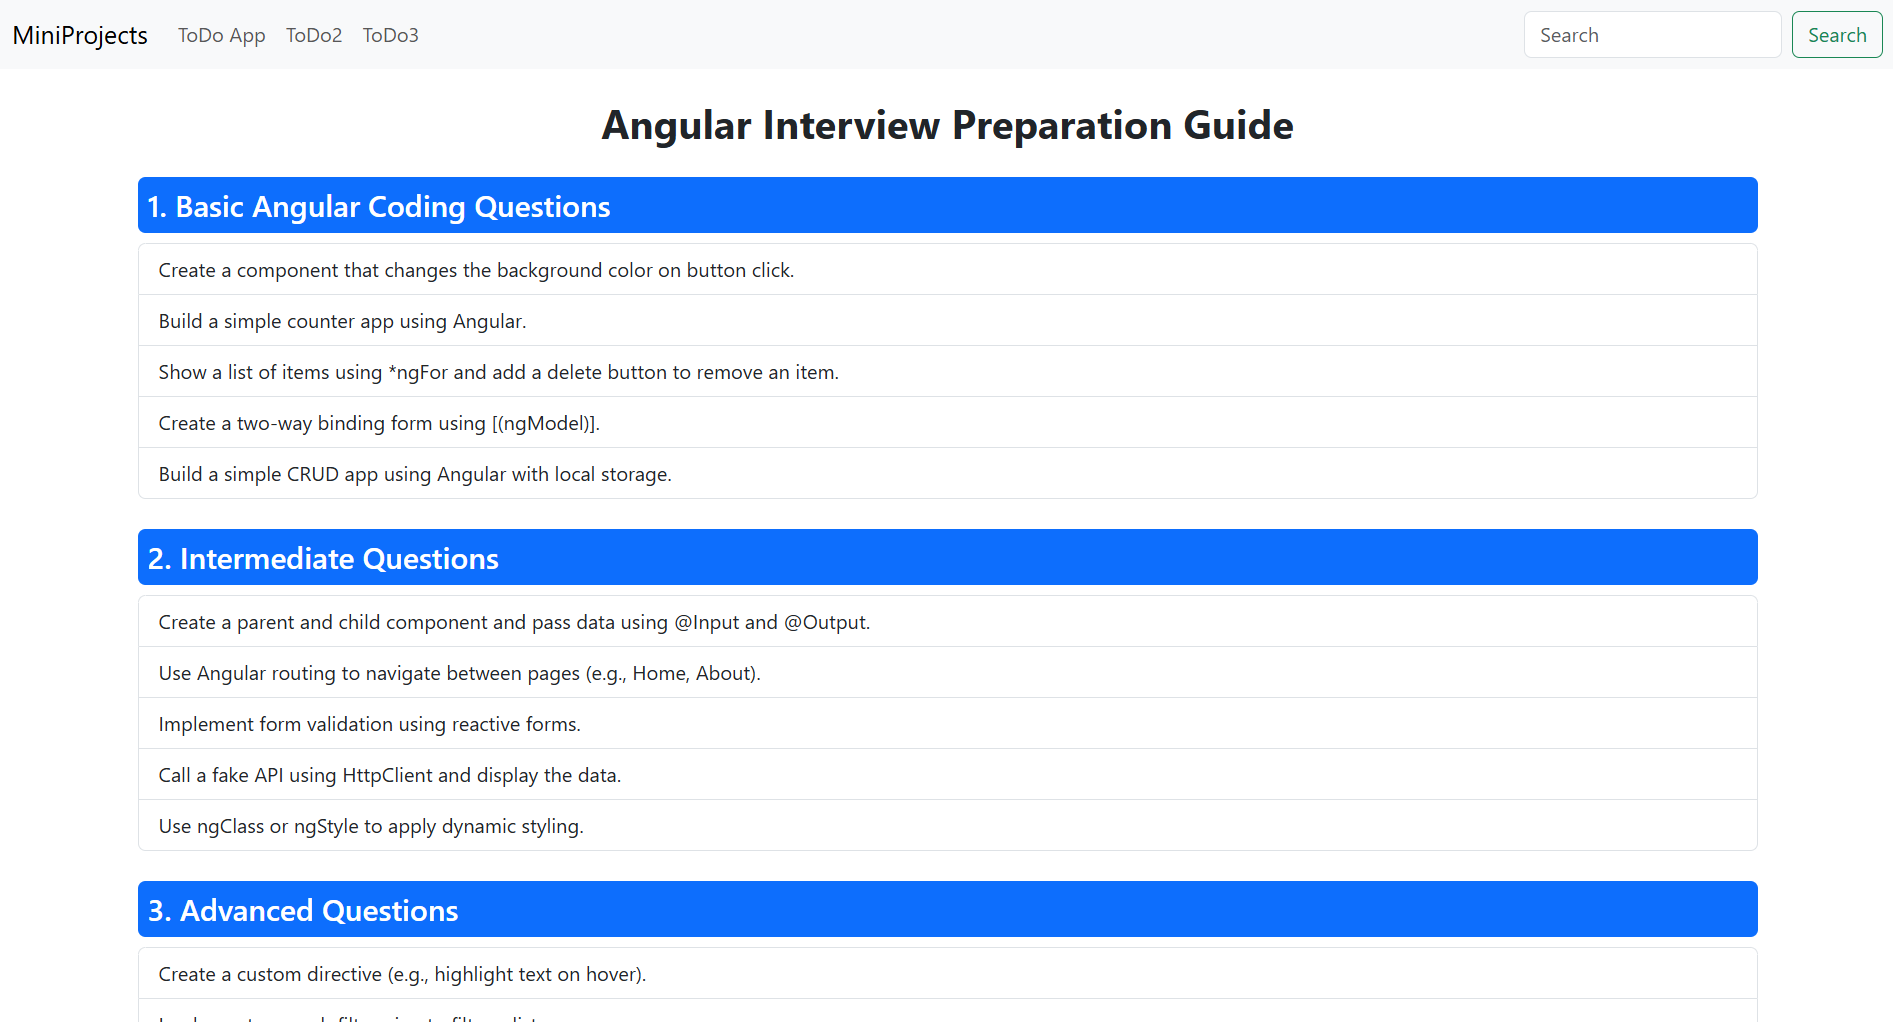 MiniProjects ToDo App ToDo2 ToDo3 Search Search
Angular Interview Preparation Guide
1. Basic Angular Coding Questions
Create a component that changes the background color on button click.
Build a simple counter app using Angular.
Show a list of items using *ngFor and add a delete button to remove an item.
Create a two-way binding form using [(ngModel)].
Build a simple CRUD app using Angular with local storage.
2. Intermediate Questions
Create a parent and child component and pass data using @Input and @Output.
Use Angular routing to navigate between pages (e.g., Home, About).
Implement form validation using reactive forms.
Call a fake API using HttpClient and display the data.
Use ngClass or ngStyle to apply dynamic styling.
3. Advanced Questions
Create a custom directive (e.g., highlight text on hover).